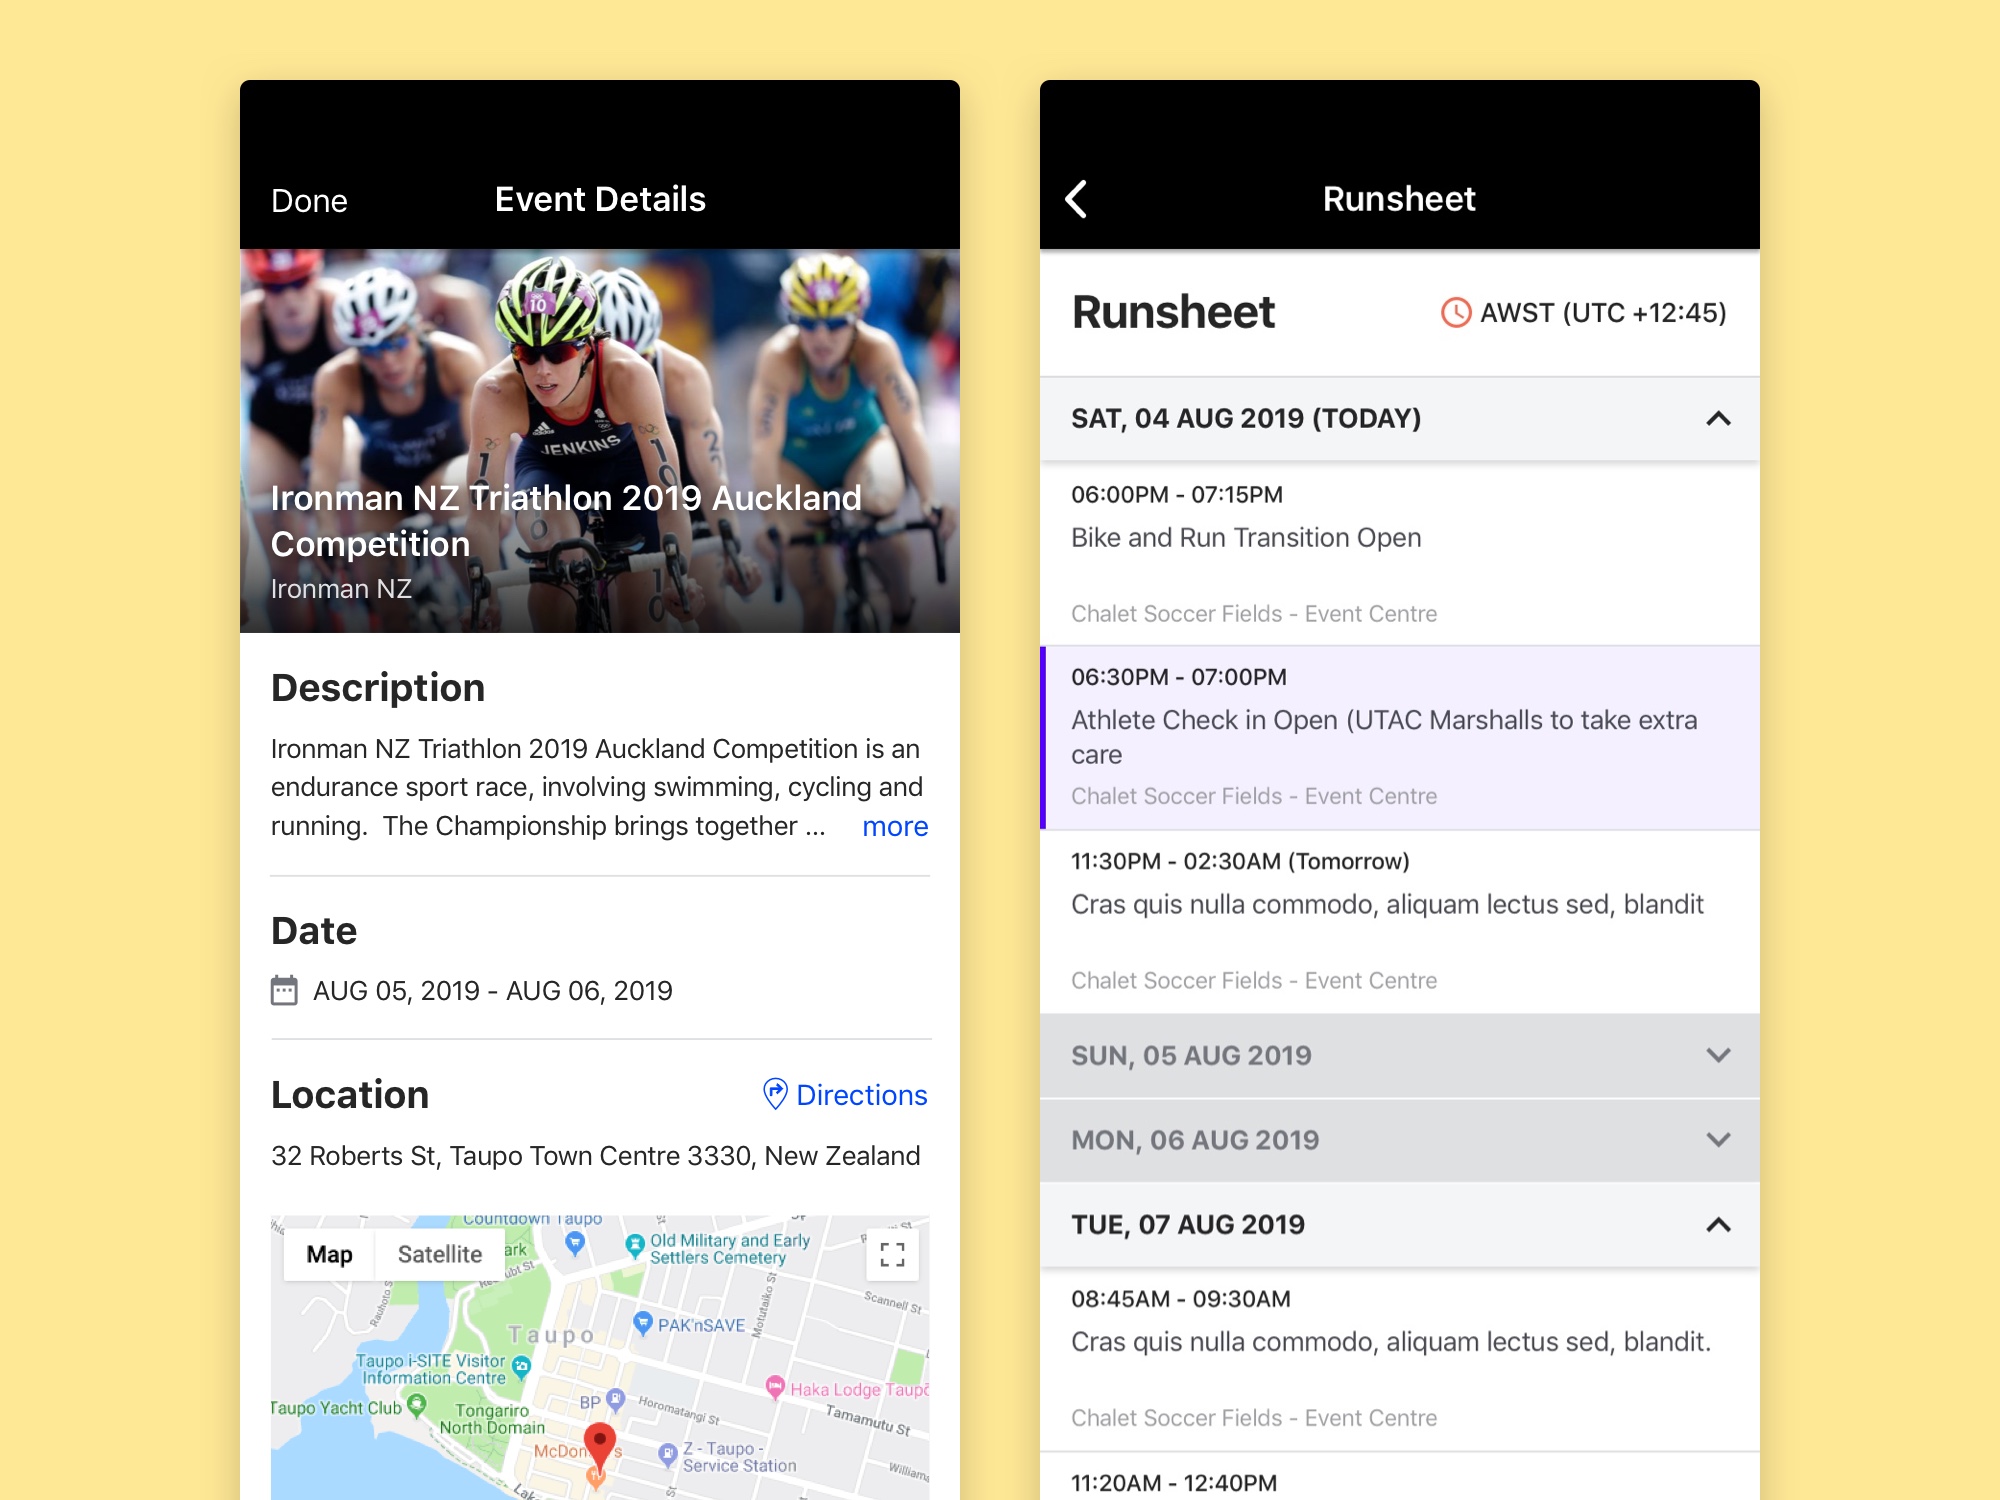 Done
Event Details
10
JENKINS
Ironman NZ Triathlon 2019 Auckland
Competition
Ironman NZ
Description
Ironman NZ Triathlon 2019 Auckland Competition is an
endurance sport race, involving swimming, cycling and
running.  The Championship brings together ... more
Date
AUG 05, 2019 - AUG 06, 2019
Location
Directions
32 Roberts St, Taupo Town Centre 3330, New Zealand
Map
Satellite
Countdown Taupo
Old Military and Early
Settlers Cemetery
Scannell St
Motutaiko St
PAK'nSAVE
Taupo
Taupo i-SITE Visitor
Information Centre
Haka Lodge Taupō
BP
Horomatangi St
Taupo Yacht Club
Tongariro
North Domain
Tamamutu St
Z - Taupo -
Service Station
Runsheet
Runsheet
AWST (UTC +12:45)
SAT, 04 AUG 2019 (TODAY)
06:00PM - 07:15PM
Bike and Run Transition Open
Chalet Soccer Fields - Event Centre
06:30PM - 07:00PM
Athlete Check in Open (UTAC Marshalls to take extra
care
Chalet Soccer Fields - Event Centre
11:30PM - 02:30AM (Tomorrow)
Cras quis nulla commodo, aliquam lectus sed, blandit
Chalet Soccer Fields - Event Centre
SUN, 05 AUG 2019
MON, 06 AUG 2019
TUE, 07 AUG 2019
08:45AM - 09:30AM
Cras quis nulla commodo, aliquam lectus sed, blandit.
Chalet Soccer Fields - Event Centre
11:20AM - 12:40PM